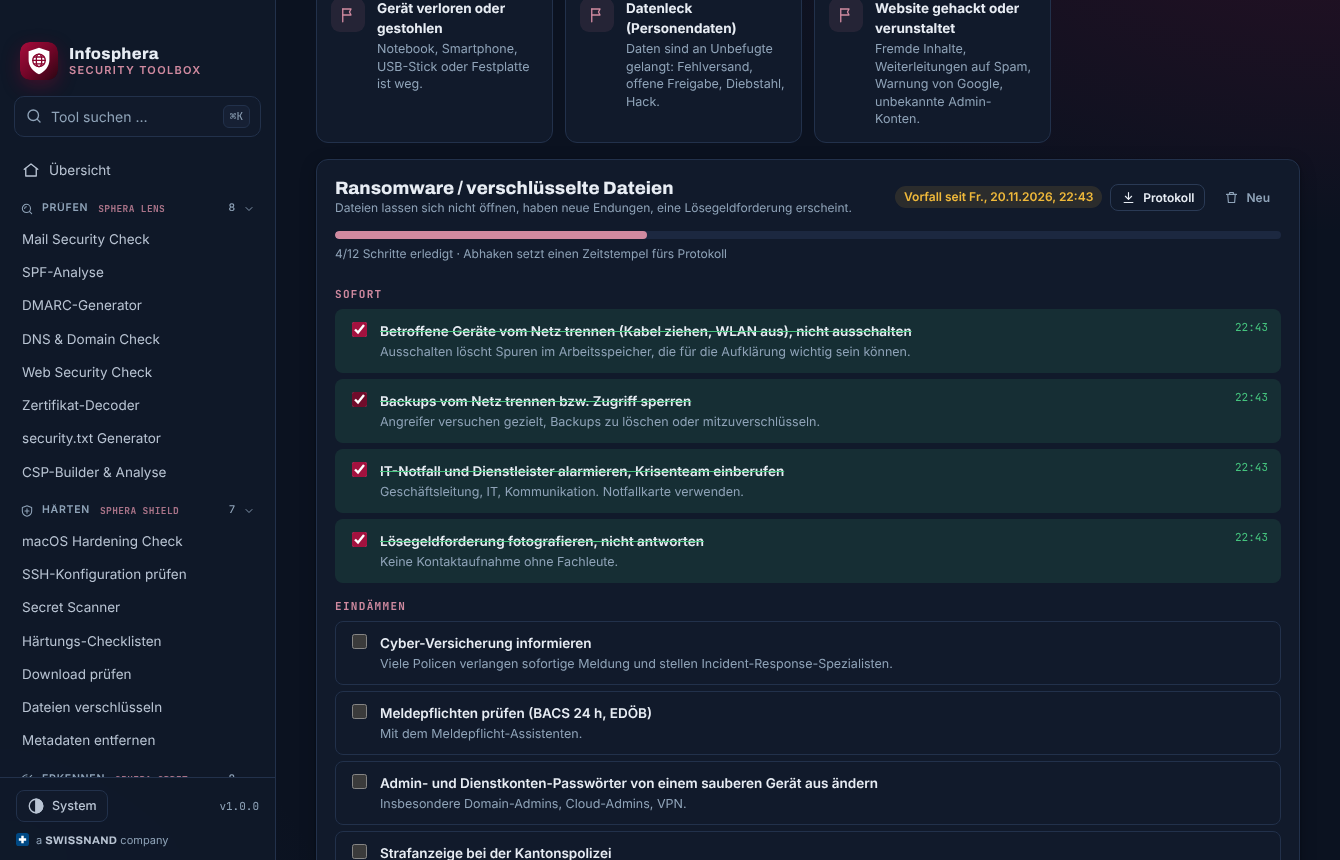 Infosphera
SECURITY TOOLBOX
Tool suchen ...
⌘K
Übersicht
PRÜFEN SPHERA LENS 8
Mail Security Check
SPF-Analyse
DMARC-Generator
DNS & Domain Check
Web Security Check
Zertifikat-Decoder
security.txt Generator
CSP-Builder & Analyse
HÄRTEN SPHERA SHIELD 7
macOS Hardening Check
SSH-Konfiguration prüfen
Secret Scanner
Härtungs-Checklisten
Download prüfen
Dateien verschlüsseln
Metadaten entfernen
ERKENNEN
System
v1.0.0
a SWISSNAND company
Gerät verloren oder
gestohlen
Notebook, Smartphone,
USB-Stick oder Festplatte
ist weg.
Datenleck
(Personendaten)
Daten sind an Unbefugte
gelangt: Fehlversand,
offene Freigabe, Diebstahl,
Hack.
Website gehackt oder
verunstaltet
Fremde Inhalte,
Weiterleitungen auf Spam,
Warnung von Google,
unbekannte Admin-
Konten.
Ransomware / verschlüsselte Dateien
Dateien lassen sich nicht öffnen, haben neue Endungen, eine Lösegeldforderung erscheint.
Vorfall seit Fr., 20.11.2026, 22:43
Protokoll
Neu
4/12 Schritte erledigt · Abhaken setzt einen Zeitstempel fürs Protokoll
SOFORT
Betroffene Geräte vom Netz trennen (Kabel ziehen, WLAN aus), nicht ausschalten
22:43
Ausschalten löscht Spuren im Arbeitsspeicher, die für die Aufklärung wichtig sein können.
Backups vom Netz trennen bzw. Zugriff sperren
22:43
Angreifer versuchen gezielt, Backups zu löschen oder mitzuverschlüsseln.
IT-Notfall und Dienstleister alarmieren, Krisenteam einberufen
22:43
Geschäftsleitung, IT, Kommunikation. Notfallkarte verwenden.
Lösegeldforderung fotografieren, nicht antworten
22:43
Keine Kontaktaufnahme ohne Fachleute.
EINDÄMMEN
Cyber-Versicherung informieren
Viele Policen verlangen sofortige Meldung und stellen Incident-Response-Spezialisten.
Meldepflichten prüfen (BACS 24 h, EDÖB)
Mit dem Meldepflicht-Assistenten.
Admin- und Dienstkonten-Passwörter von einem sauberen Gerät aus ändern
Insbesondere Domain-Admins, Cloud-Admins, VPN.
Strafanzeige bei der Kantonspolizei